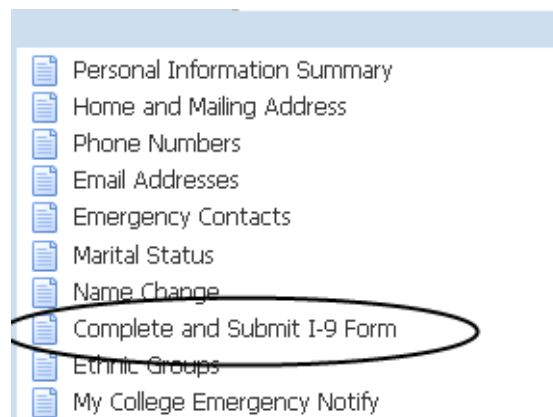 Personal Information Summary
Home and Mailing Address
Phone Numbers
Email Addresses
Emergency Contacts
Marital Status
Name Change
Complete and Submit I-9 Form
Ethnic Groups
My College Emergency Notify